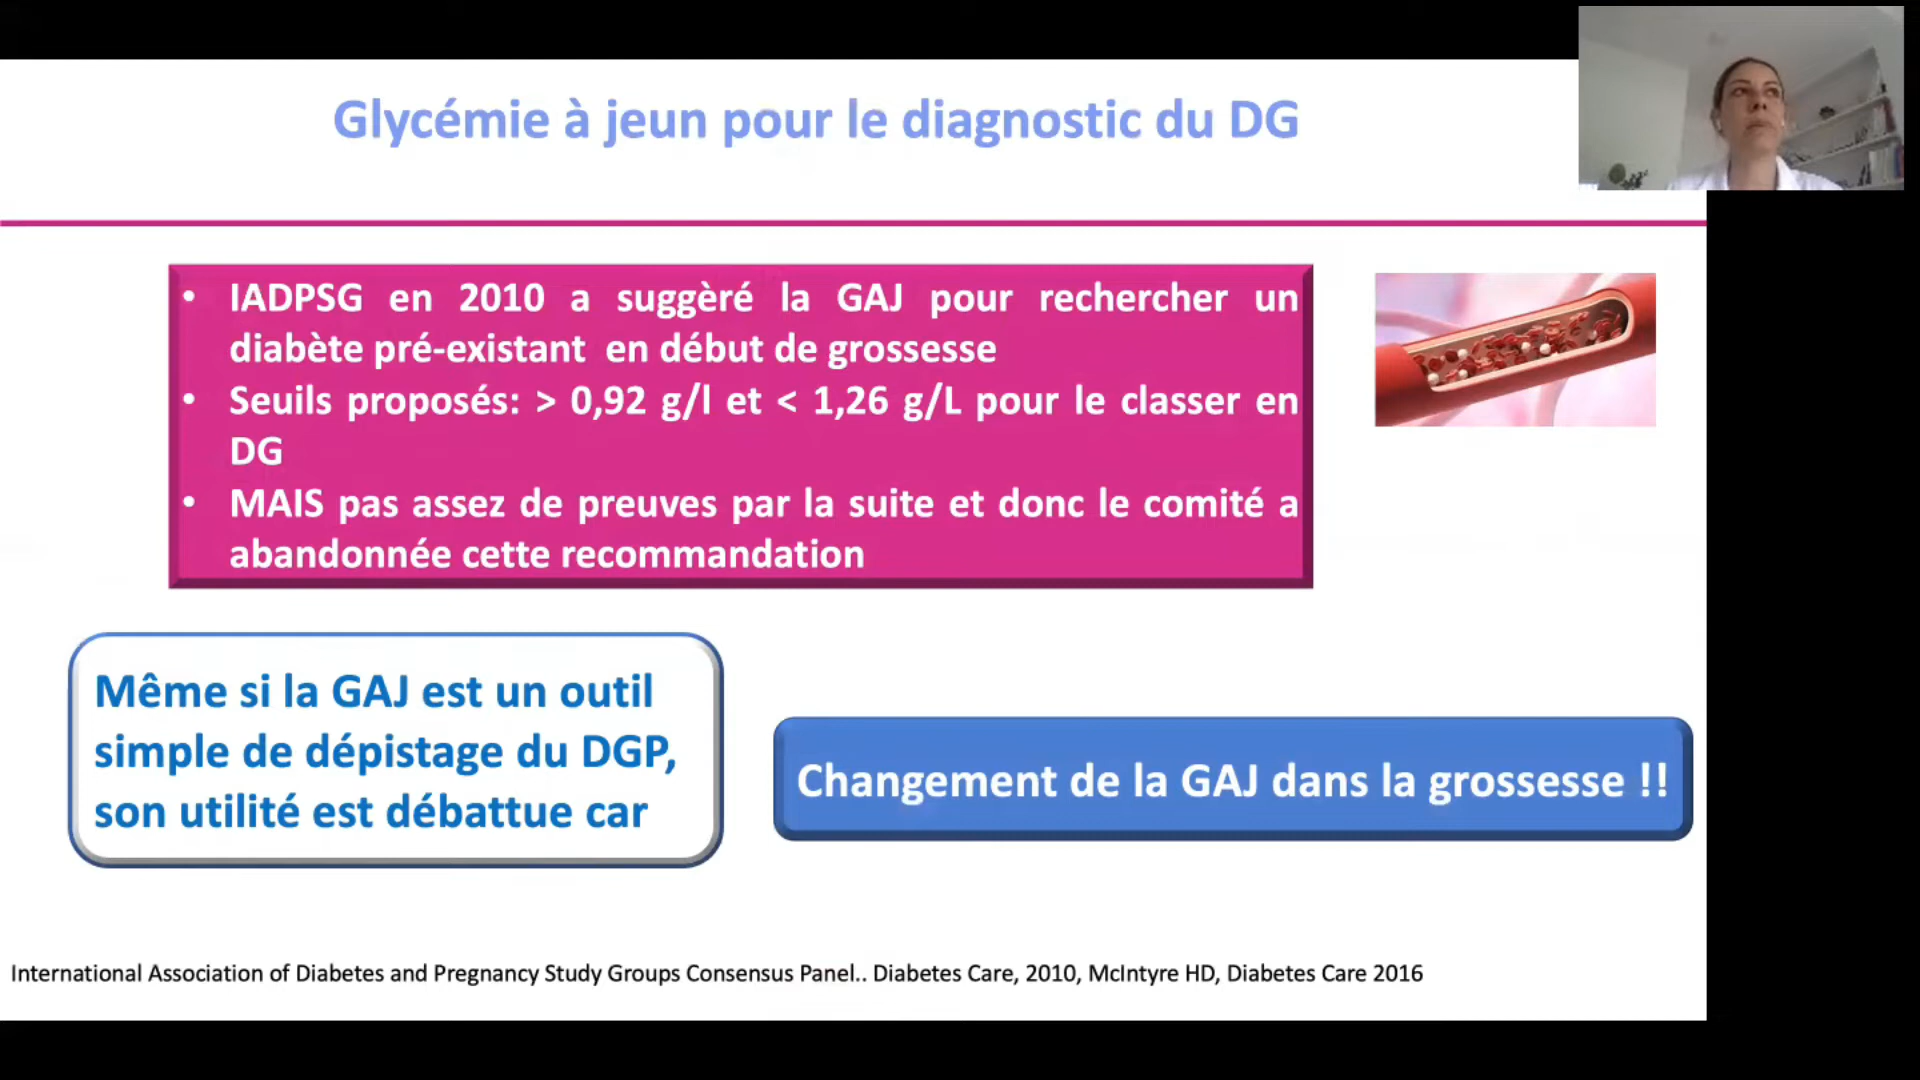 Glycémie à jeun pour le diagnostic du DG
• IADPSG en 2010 a suggèré la GAJ pour rechercher un
diabète pré-existant en début de grossesse
• Seuils proposés: > 0,92 g/l et < 1,26 g/L pour le classer en
DG
• MAIS pas assez de preuves par la suite et donc le comité a
abandonnée cette recommandation
Même si la GAJ est un outil
simple de dépistage du DGP,
son utilité est débattue car
Changement de la GAJ dans la grossesse !!
International Association of Diabetes and Pregnancy Study Groups Consensus Panel.. Diabetes Care, 2010, McIntyre HD, Diabetes Care 2016